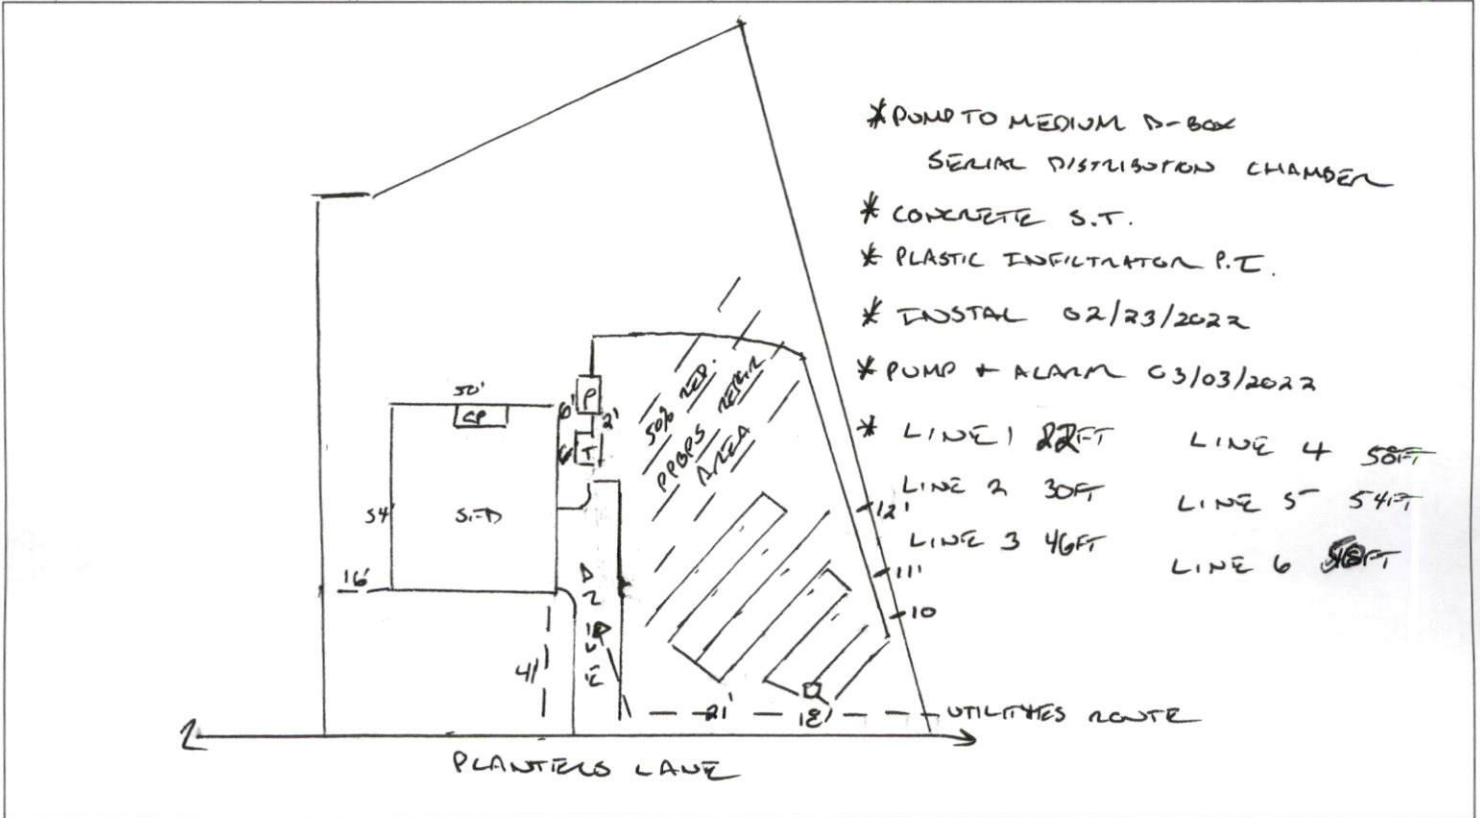 *PUMP TO MEDIUM D-BOX
SERIAL DISTRIBUTION CHAMBER
* CONCRETE S.T.
* PLASTIC INFILTRATOR P.T.
* INSTAL 02/23/2022
* PUMP + ALARM 03/03/2022
* LINE 1 22FT
LINE 2 30FT
LINE 3 46FT
LINE 4 50FT
LINE 5 54FT
LINE 6
50'
CP
54'
SFD
16'
41'
6'
P
2'
6'
T
50% RED.
PPBPS REPAIR
AREA
DRIVE
12'
11'
10
21'
18'
UTILITIES ROUTE
PLANTERS LANE